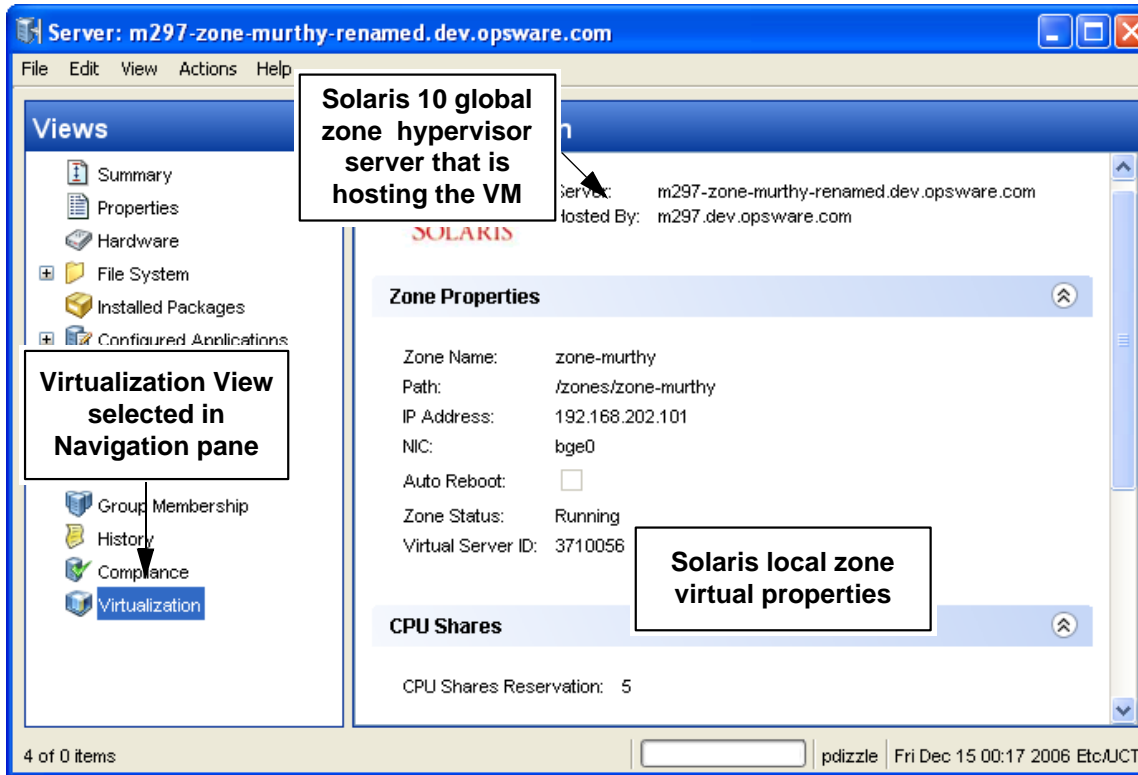 Server: m297-zone-murthy-renamed.dev.opsware.com
File Edit View Actions Help
Solaris 10 global
zone hypervisor
server that is
hosting the VM
Views
Summary
Properties
Hardware
File System
Installed Packages
Configured Applications
Virtualization View
selected in
Navigation pane
Group Membership
History
Compliance
Virtualization
SOLARIS
Server: m297-zone-murthy-renamed.dev.opsware.com
Hosted By: m297.dev.opsware.com
Zone Properties
Zone Name: zone-murthy
Path: /zones/zone-murthy
IP Address: 192.168.202.101
NIC: bge0
Auto Reboot:
Zone Status: Running
Virtual Server ID: 3710056
Solaris local zone
virtual properties
CPU Shares
CPU Shares Reservation: 5
4 of 0 items
pdizzle Fri Dec 15 00:17 2006 Etc/UCT